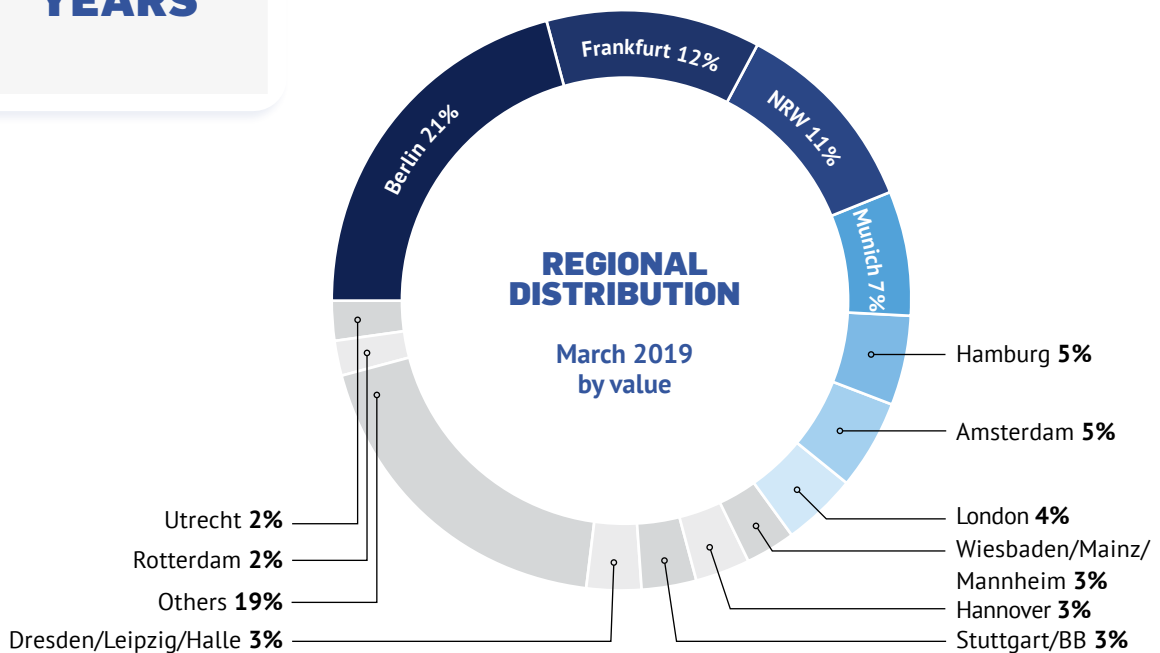 YEARS
Frankfurt 12%
Berlin 21%
NRW 11%
Munich 7%
REGIONAL
DISTRIBUTION
March 2019
by value
Hamburg 5%
Amsterdam 5%
London 4%
Wiesbaden/Mainz/
Mannheim 3%
Hannover 3%
Stuttgart/BB 3%
Utrecht 2%
Rotterdam 2%
Others 19%
Dresden/Leipzig/Halle 3%